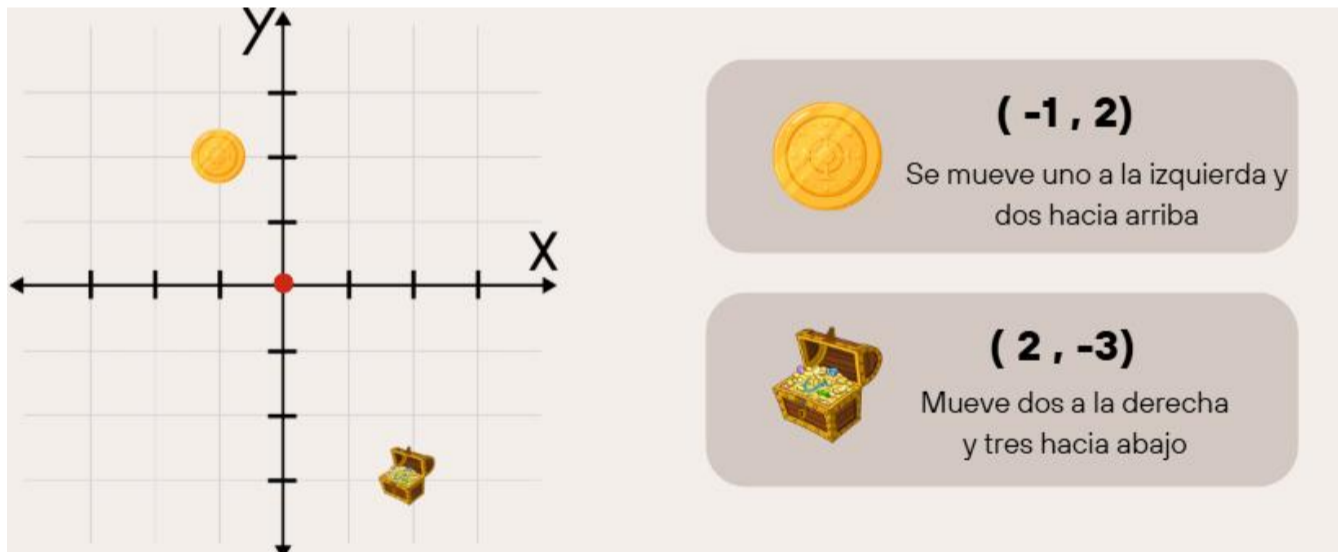 y
X
( -1 , 2)
Se mueve uno a la izquierda y
dos hacia arriba
( 2 , -3)
Mueve dos a la derecha
y tres hacia abajo